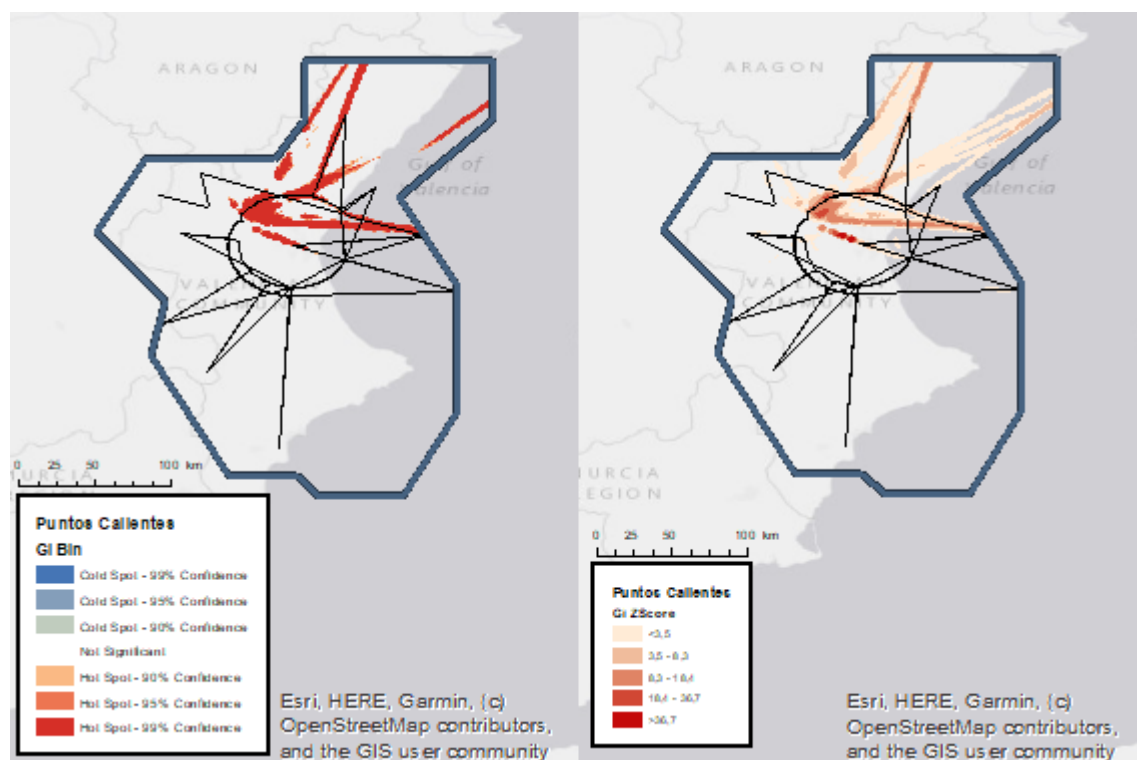 ARAGON
Gulf of
Valencia
VALENCIA
COMMUNITY
MURCIA
REGION
0 25 50 100 km
Puntos Calientes
GI Bin
Cold Spot - 99% Confidence
Cold Spot - 95% Confidence
Cold Spot - 90% Confidence
Not Significant
Hot Spot - 90% Confidence
Hot Spot - 95% Confidence
Hot Spot - 99% Confidence
Esri, HERE, Garmin, (c)
OpenStreetMap contributors,
and the GIS user community
ARAGON
Gulf of
Valencia
VALENCIA
COMMUNITY
MURCIA
REGION
0 25 50 100 km
Puntos Calientes
Gi ZScore
<3,5
3,5 - 8,3
8,3 - 18,4
18,4 - 36,7
>36,7
Esri, HERE, Garmin, (c)
OpenStreetMap contributors,
and the GIS user community